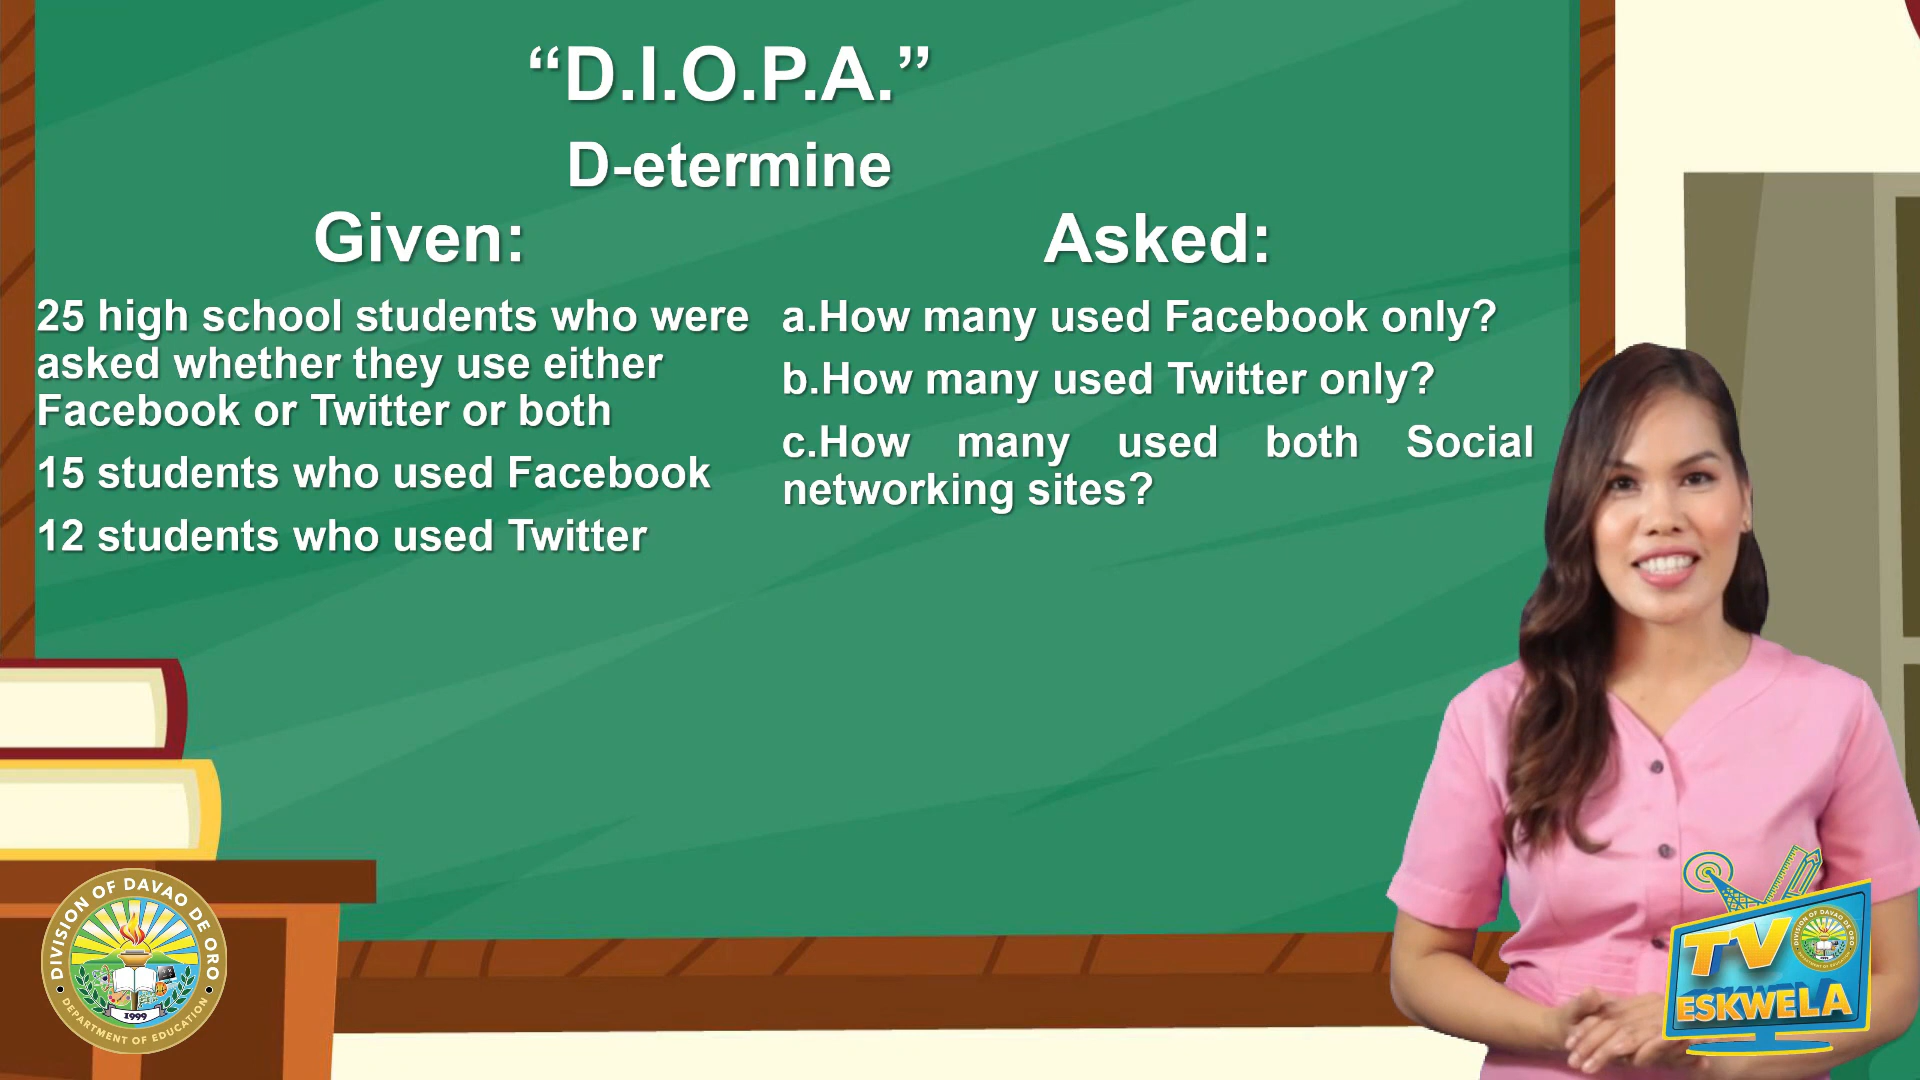 “D.I.O.P.A.”
D-etermine
Given:
25 high school students who were
asked whether they use either
Facebook or Twitter or both
15 students who used Facebook
12 students who used Twitter
Asked:
a.How many used Facebook only?
b.How many used Twitter only?
c.How many used both Social
networking sites?
DIVISION OF DAVAO DE ORO
DEPARTMENT OF EDUCATION
1999
TV
ESKWELA